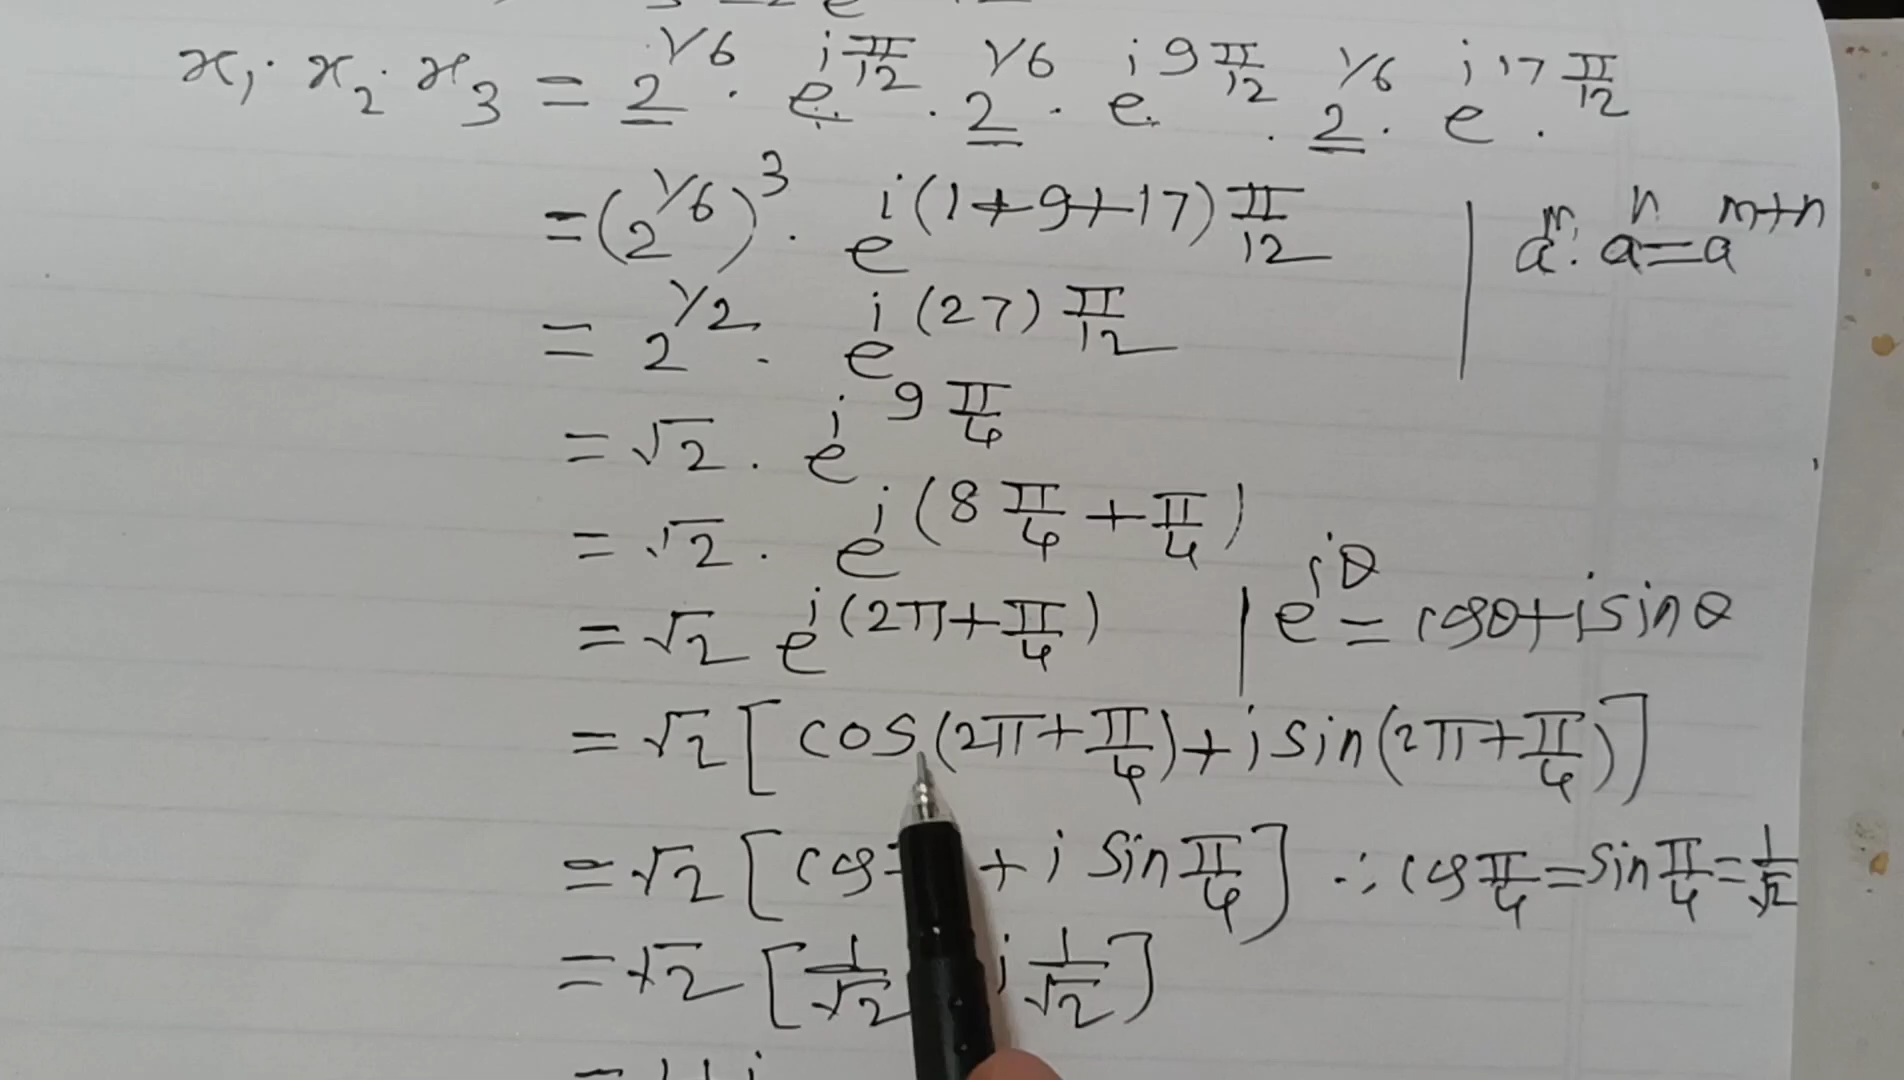 x₁ · x₂ · x₃ = 2^(1/6) · e^(iπ/12) · 2^(1/6) · e^(i9π/12) · 2^(1/6) · e^(i17π/12)
= (2^(1/6))³ · e^(i(1+9+17)π/12) | a^m · a^n = a^(m+n)
= 2^(1/2) · e^(i(27)π/12)
= √2 · e^(i9π/4)
= √2 · e^(i(8π/4 + π/4))
= √2 e^(i(2π + π/4)) | e^(iθ) = cosθ + i sinθ
= √2 [cos(2π + π/4) + i sin(2π + π/4)]
= √2 [cos + i sin π/4] ∴ cos π/4 = sin π/4 = 1/√2
= √2 [1/√2 i 1/√2]
= 1+i